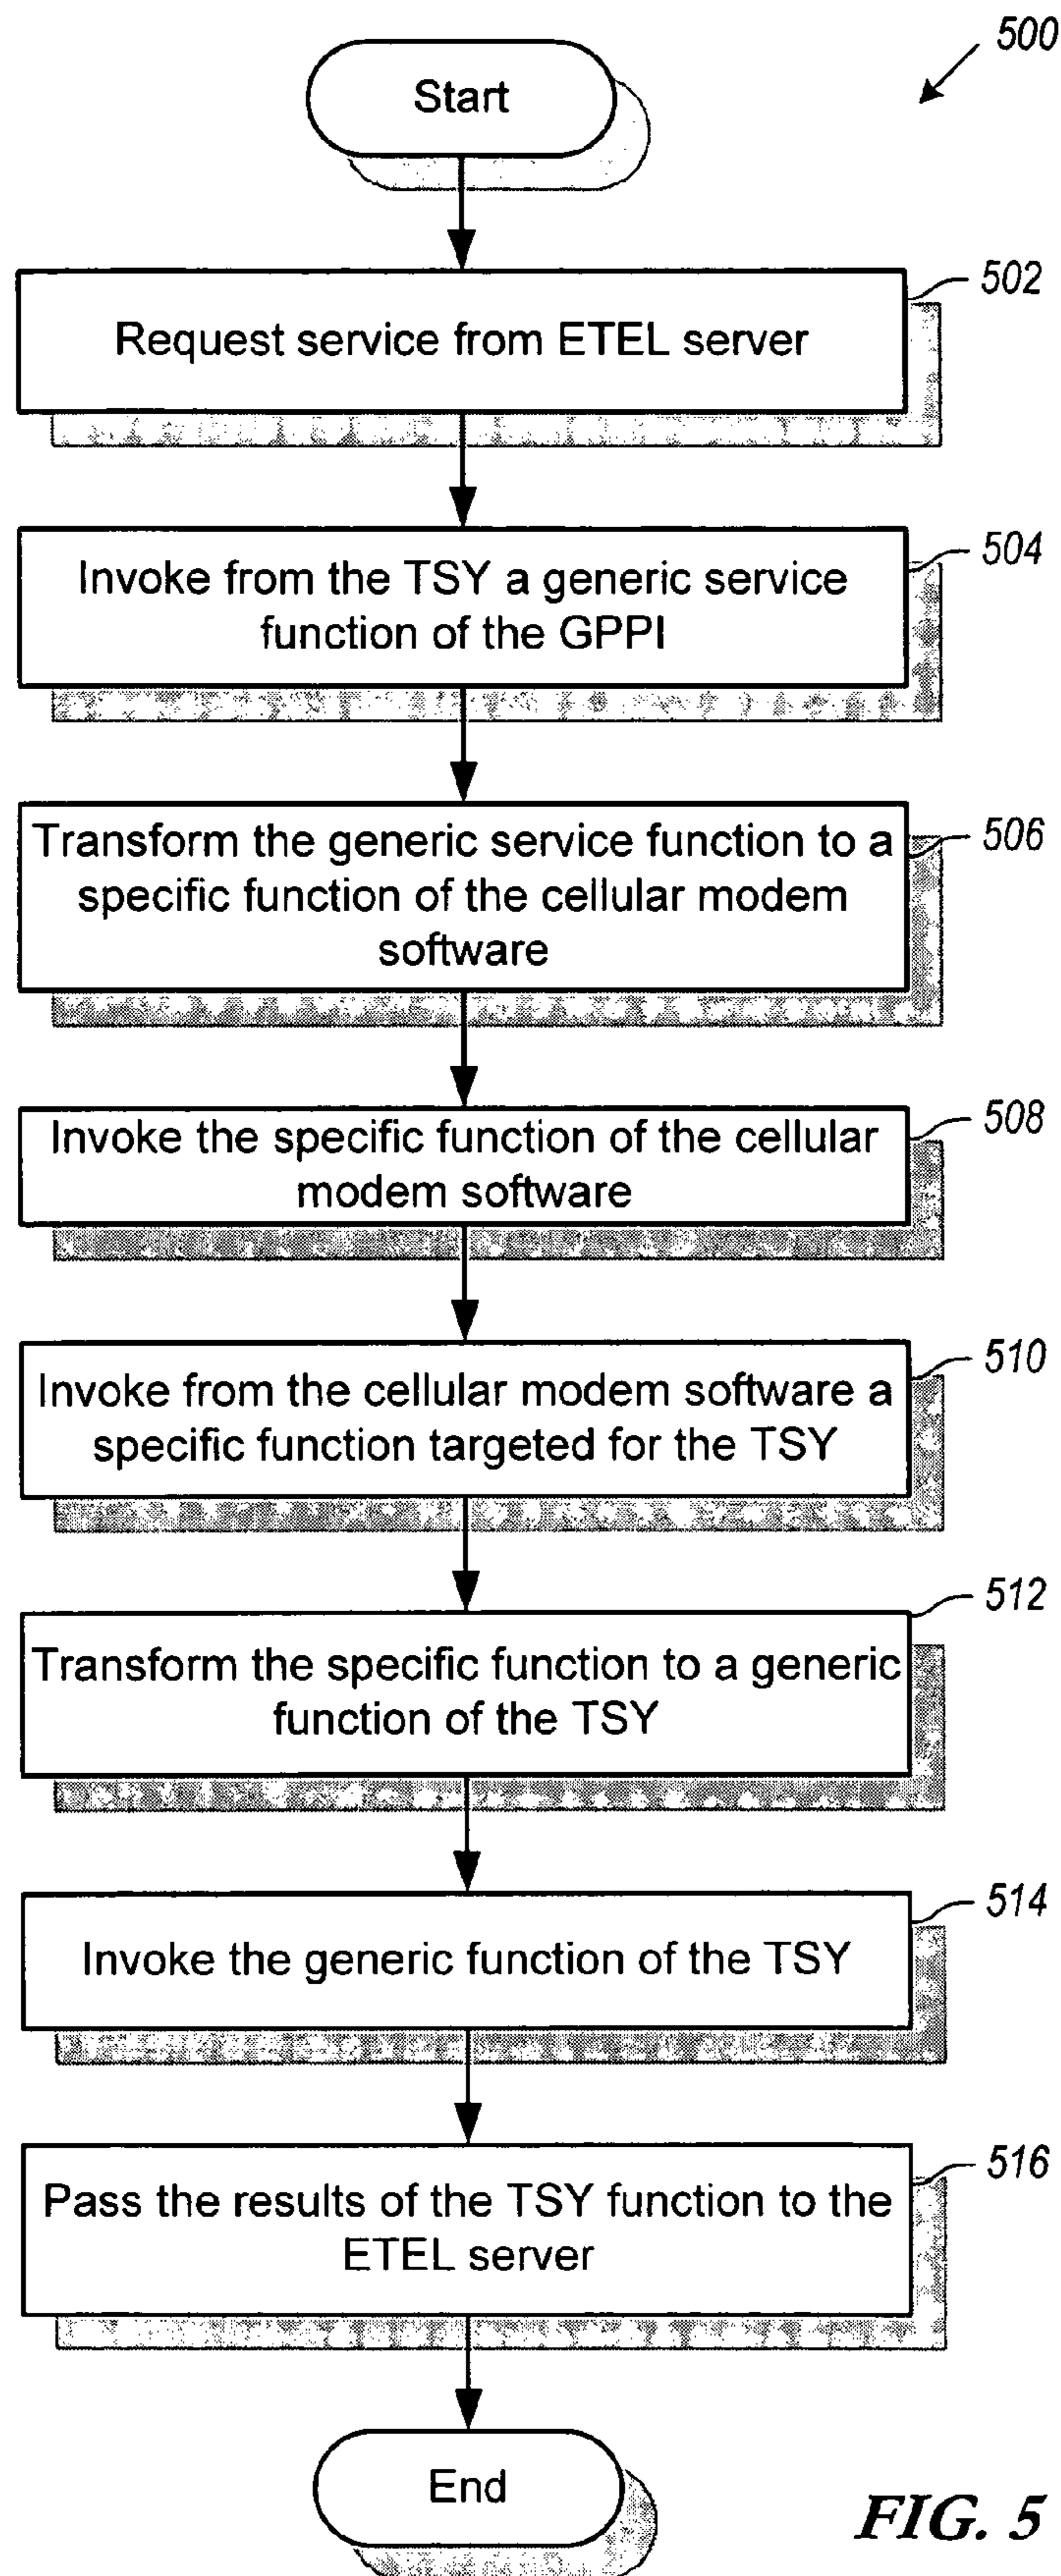 500
Start
502
Request service from ETEL server
504
Invoke from the TSY a generic service
function of the GPPI
506
Transform the generic service function to a
specific function of the cellular modem
software
508
Invoke the specific function of the cellular
modem software
510
Invoke from the cellular modem software a
specific function targeted for the TSY
512
Transform the specific function to a generic
function of the TSY
514
Invoke the generic function of the TSY
516
Pass the results of the TSY function to the
ETEL server
End
FIG. 5